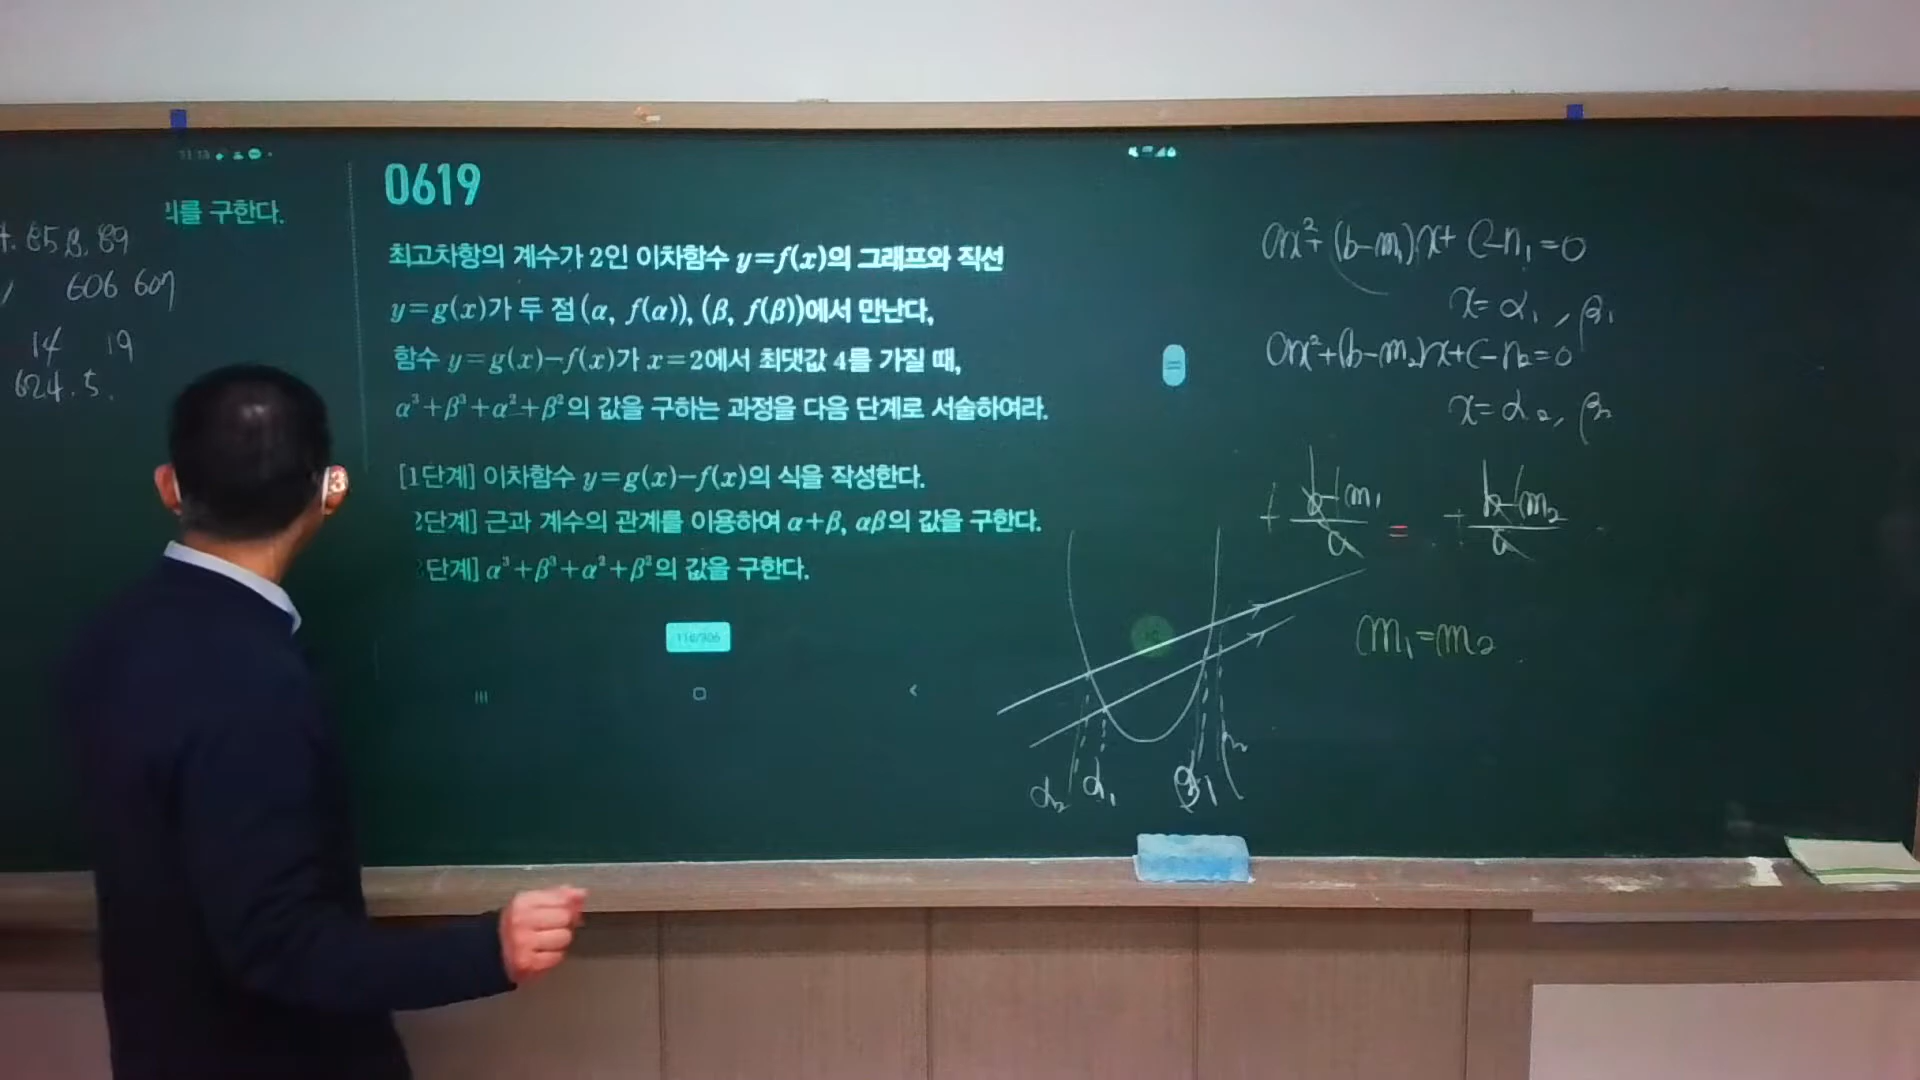 리를 구한다.
606 607
14 19
624. 5.
0619
최고차항의 계수가 2인 이차함수 y=f(x)의 그래프와 직선
y=g(x)가 두 점 (α, f(α)), (β, f(β))에서 만난다,
함수 y=g(x)-f(x)가 x=2에서 최댓값 4를 가질 때,
α³+β³+α²+β²의 값을 구하는 과정을 다음 단계로 서술하여라.
[1단계] 이차함수 y=g(x)-f(x)의 식을 작성한다.
2단계] 근과 계수의 관계를 이용하여 α+β, αβ의 값을 구한다.
단계] α³+β³+α²+β²의 값을 구한다.
110/306
ax²+(b-m₁)x+c-n₁=0
x=α₁, β₁
ax²+(b-m₂)x+c-n₂=0
x=α₂, β₂
+ b-m₁/a = + b-m₂/a
m₁=m₂
α₂ α₁ β₁